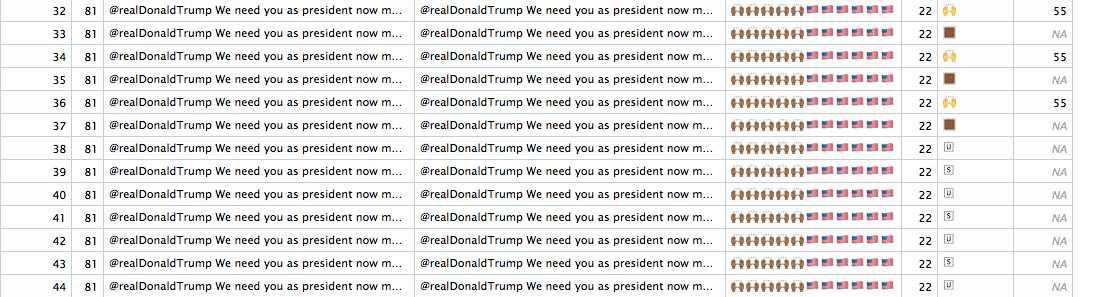 32 81 @realDonaldTrump We need you as president now m... @realDonaldTrump We need you as president now m... 🙌🏾🙌🏾🙌🏾🙌🏾🙌🏾🇺🇸🇺🇸🇺🇸🇺🇸🇺🇸🇺🇸 22 🙌 55
33 81 @realDonaldTrump We need you as president now m... @realDonaldTrump We need you as president now m... 🙌🏾🙌🏾🙌🏾🙌🏾🙌🏾🇺🇸🇺🇸🇺🇸🇺🇸🇺🇸🇺🇸 22 🏾 NA
34 81 @realDonaldTrump We need you as president now m... @realDonaldTrump We need you as president now m... 🙌🏾🙌🏾🙌🏾🙌🏾🙌🏾🇺🇸🇺🇸🇺🇸🇺🇸🇺🇸🇺🇸 22 🙌 55
35 81 @realDonaldTrump We need you as president now m... @realDonaldTrump We need you as president now m... 🙌🏾🙌🏾🙌🏾🙌🏾🙌🏾🇺🇸🇺🇸🇺🇸🇺🇸🇺🇸🇺🇸 22 🏾 NA
36 81 @realDonaldTrump We need you as president now m... @realDonaldTrump We need you as president now m... 🙌🏾🙌🏾🙌🏾🙌🏾🙌🏾🇺🇸🇺🇸🇺🇸🇺🇸🇺🇸🇺🇸 22 🙌 55
37 81 @realDonaldTrump We need you as president now m... @realDonaldTrump We need you as president now m... 🙌🏾🙌🏾🙌🏾🙌🏾🙌🏾🇺🇸🇺🇸🇺🇸🇺🇸🇺🇸🇺🇸 22 🏾 NA
38 81 @realDonaldTrump We need you as president now m... @realDonaldTrump We need you as president now m... 🙌🏾🙌🏾🙌🏾🙌🏾🙌🏾🇺🇸🇺🇸🇺🇸🇺🇸🇺🇸🇺🇸 22 U NA
39 81 @realDonaldTrump We need you as president now m... @realDonaldTrump We need you as president now m... 🙌🏾🙌🏾🙌🏾🙌🏾🙌🏾🇺🇸🇺🇸🇺🇸🇺🇸🇺🇸🇺🇸 22 S NA
40 81 @realDonaldTrump We need you as president now m... @realDonaldTrump We need you as president now m... 🙌🏾🙌🏾🙌🏾🙌🏾🙌🏾🇺🇸🇺🇸🇺🇸🇺🇸🇺🇸🇺🇸 22 U NA
41 81 @realDonaldTrump We need you as president now m... @realDonaldTrump We need you as president now m... 🙌🏾🙌🏾🙌🏾🙌🏾🙌🏾🇺🇸🇺🇸🇺🇸🇺🇸🇺🇸🇺🇸 22 S NA
42 81 @realDonaldTrump We need you as president now m... @realDonaldTrump We need you as president now m... 🙌🏾🙌🏾🙌🏾🙌🏾🙌🏾🇺🇸🇺🇸🇺🇸🇺🇸🇺🇸🇺🇸 22 U NA
43 81 @realDonaldTrump We need you as president now m... @realDonaldTrump We need you as president now m... 🙌🏾🙌🏾🙌🏾🙌🏾🙌🏾🇺🇸🇺🇸🇺🇸🇺🇸🇺🇸🇺🇸 22 S NA
44 81 @realDonaldTrump We need you as president now m... @realDonaldTrump We need you as president now m... 🙌🏾🙌🏾🙌🏾🙌🏾🙌🏾🇺🇸🇺🇸🇺🇸🇺🇸🇺🇸🇺🇸 22 U NA